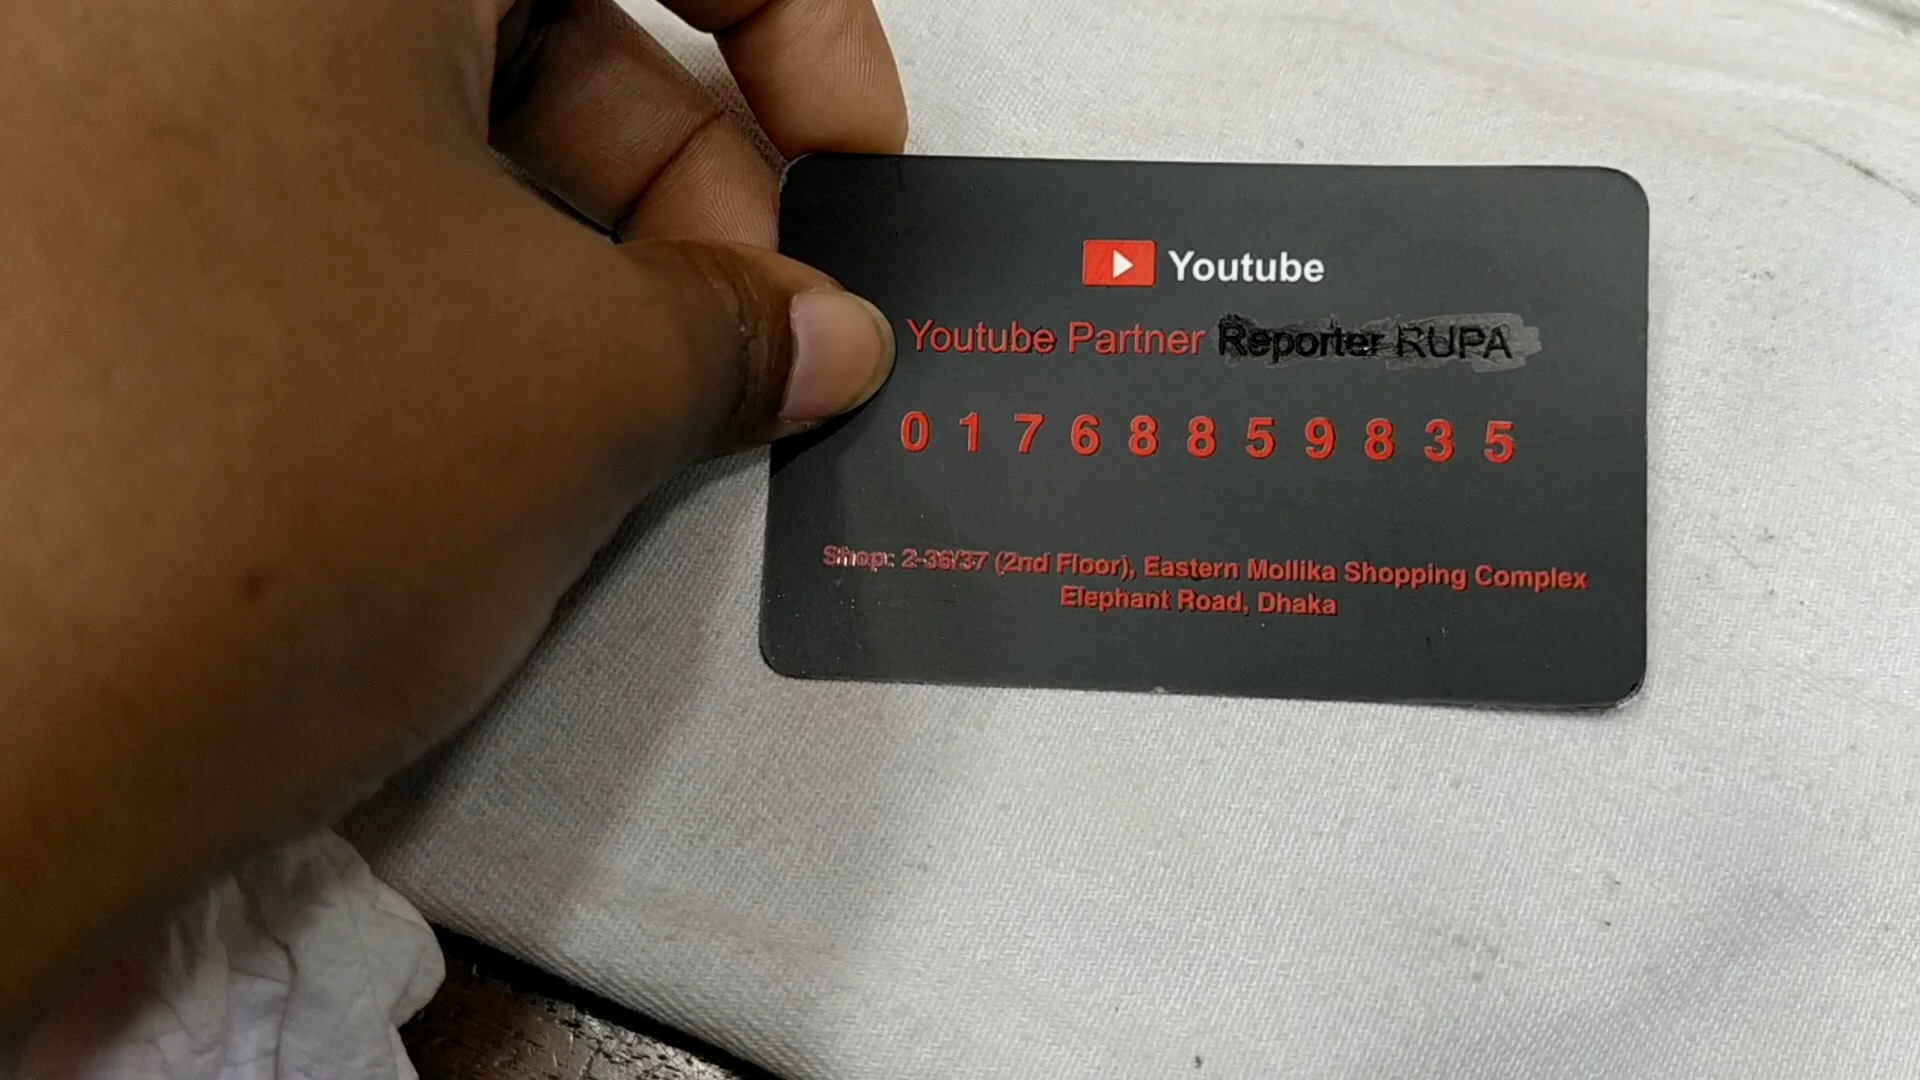 Youtube
Youtube Partner Reporter RUPA
0 1 7 6 8 8 5 9 8 3 5
Shop: 2-36/37 (2nd Floor), Eastern Mollika Shopping Complex
Elephant Road, Dhaka